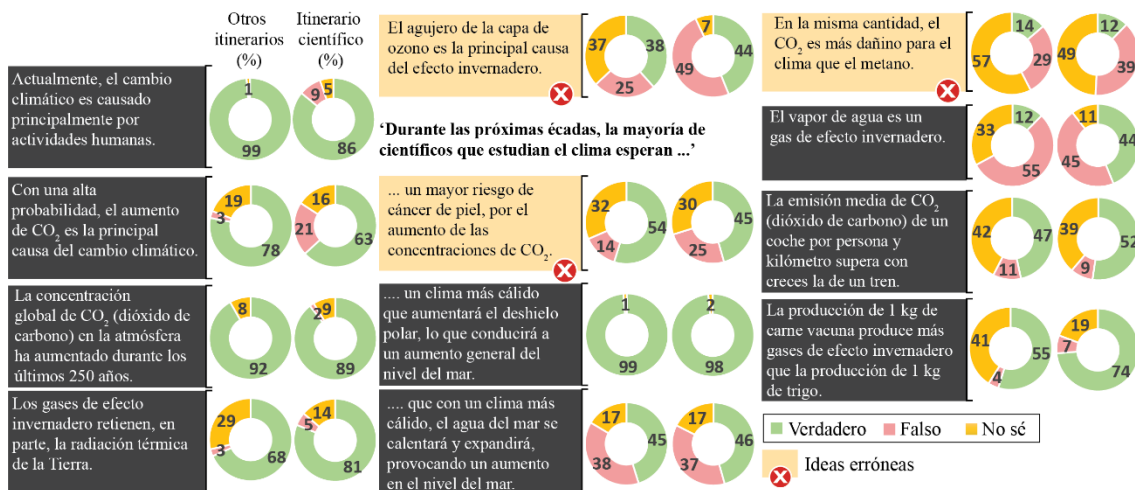 Otros itinerarios (%)
Itinerario científico (%)
Actualmente, el cambio
climático es causado
principalmente por
actividades humanas.
1
99
9
5
86
Con una alta
probabilidad, el aumento
de CO₂ es la principal
causa del cambio climático.
19
3
78
16
21
63
La concentración
global de CO₂ (dióxido de
carbono) en la atmósfera
ha aumentado durante los
últimos 250 años.
8
92
2
9
89
Los gases de efecto
invernadero retienen, en
parte, la radiación térmica
de la Tierra.
29
3
68
14
5
81
El agujero de la capa de
ozono es la principal causa
del efecto invernadero.
37
38
25
7
44
49
‘Durante las próximas écadas, la mayoría de
científicos que estudian el clima esperan ...’
... un mayor riesgo de
cáncer de piel, por el
aumento de las
concentraciones de CO₂.
32
54
14
30
45
25
.... un clima más cálido
que aumentará el deshielo
polar, lo que conducirá a
un aumento general del
nivel del mar.
1
99
2
98
.... que con un clima más
cálido, el agua del mar se
calentará y expandirá,
provocando un aumento
en el nivel del mar.
17
45
38
17
46
37
En la misma cantidad, el
CO₂ es más dañino para el
clima que el metano.
14
57
29
12
49
39
El vapor de agua es un
gas de efecto invernadero.
33
12
55
11
44
45
La emisión media de CO₂
(dióxido de carbono) de un
coche por persona y
kilómetro supera con
creces la de un tren.
42
47
11
39
52
9
La producción de 1 kg de
carne vacuna produce más
gases de efecto invernadero
que la producción de 1 kg
de trigo.
41
55
4
19
7
74
Verdadero Falso No sé
Ideas erróneas